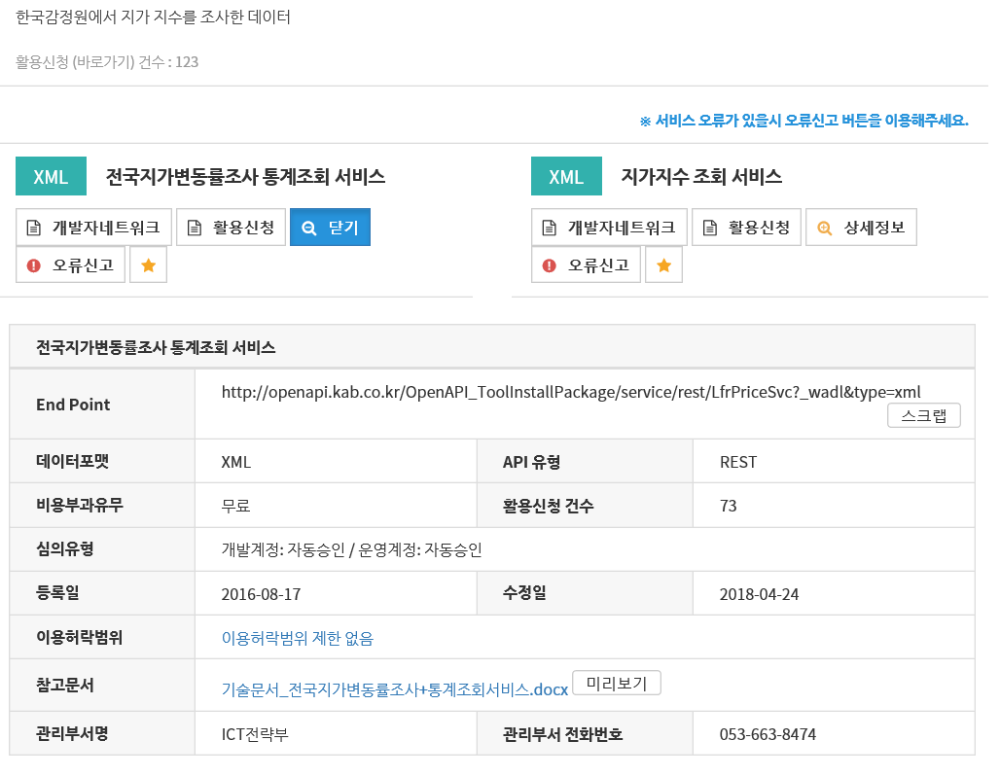 한국감정원에서 지가 지수를 조사한 데이터
활용신청 (바로가기) 건수 : 123
※ 서비스 오류가 있을시 오류신고 버튼을 이용해주세요.
XML 전국지가변동률조사 통계조회 서비스
개발자네트워크 활용신청 닫기
오류신고
XML 지가지수 조회 서비스
개발자네트워크 활용신청 상세정보
오류신고
전국지가변동률조사 통계조회 서비스
End Point http://openapi.kab.co.kr/OpenAPI_ToolInstallPackage/service/rest/LfrPriceSvc?_wadl&type=xml
스크랩
데이터포맷 XML API 유형 REST
비용부과유무 무료 활용신청 건수 73
심의유형 개발계정: 자동승인 / 운영계정: 자동승인
등록일 2016-08-17 수정일 2018-04-24
이용허락범위 이용허락범위 제한 없음
참고문서 기술문서_전국지가변동률조사+통계조회서비스.docx 미리보기
관리부서명 ICT전략부 관리부서 전화번호 053-663-8474